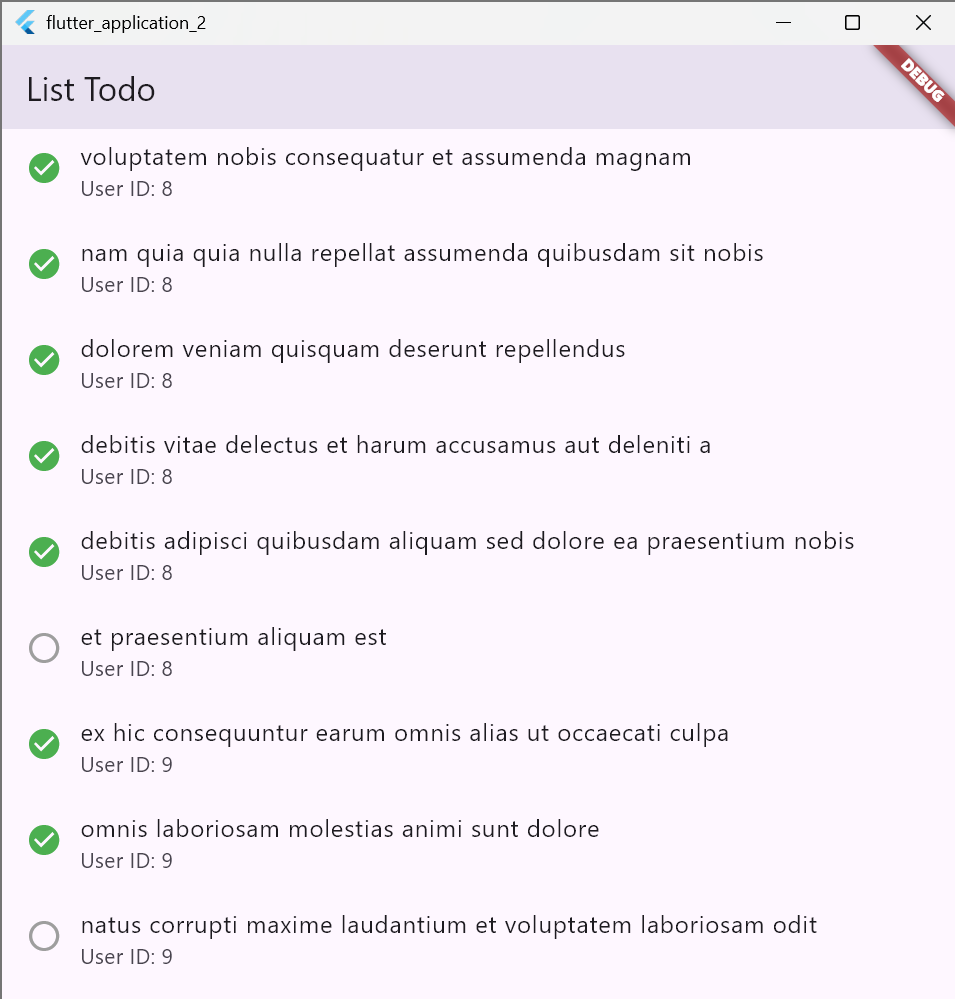 flutter_application_2
List Todo
DEBUG
voluptatem nobis consequatur et assumenda magnam
User ID: 8
nam quia quia nulla repellat assumenda quibusdam sit nobis
User ID: 8
dolorem veniam quisquam deserunt repellendus
User ID: 8
debitis vitae delectus et harum accusamus aut deleniti a
User ID: 8
debitis adipisci quibusdam aliquam sed dolore ea praesentium nobis
User ID: 8
et praesentium aliquam est
User ID: 8
ex hic consequuntur earum omnis alias ut occaecati culpa
User ID: 9
omnis laboriosam molestias animi sunt dolore
User ID: 9
natus corrupti maxime laudantium et voluptatem laboriosam odit
User ID: 9